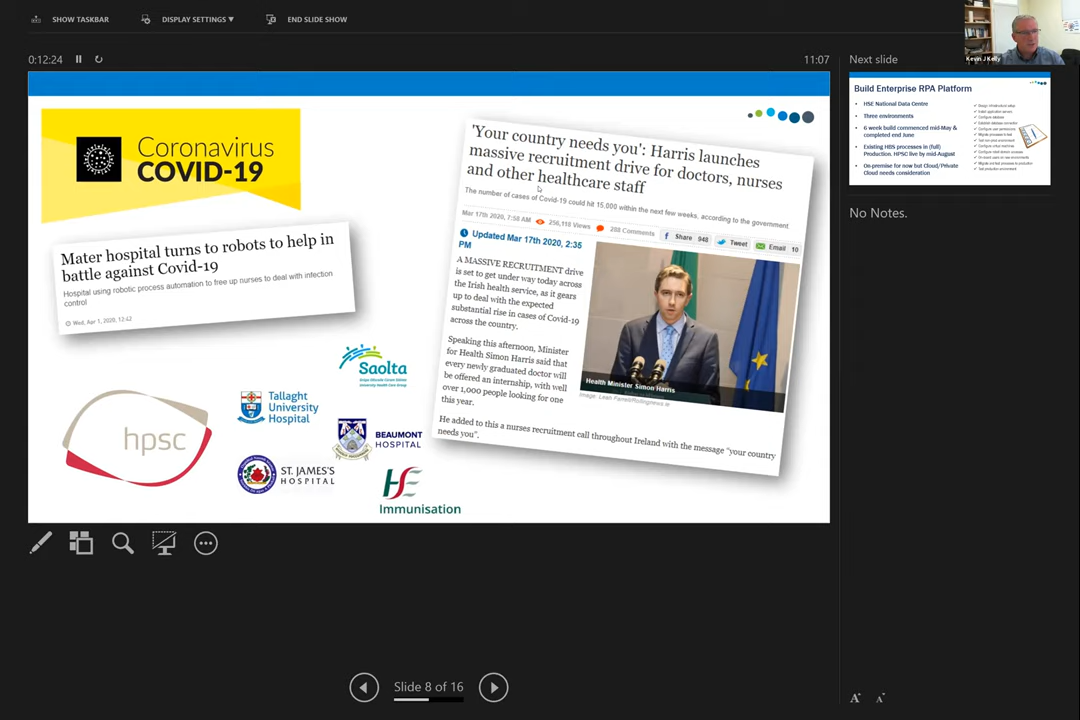 SHOW TASKBAR
DISPLAY SETTINGS ▼
END SLIDE SHOW
Kevin J Kelly
0:12:24
11:07
Next slide
Coronavirus
COVID-19
Mater hospital turns to robots to help in
battle against Covid-19
Hospital using robotic process automation to free up nurses to deal with infection
control
Wed, Apr 1, 2020, 12:42
hpsc
Saolta
University Health Care Group
Tallaght
University
Hospital
BEAUMONT
HOSPITAL
ST. JAMES'S
HOSPITAL
Immunisation
'Your country needs you': Harris launches
massive recruitment drive for doctors, nurses
and other healthcare staff
The number of cases of Covid-19 could hit 15,000 within the next few weeks, according to the government
Mar 17th 2020, 7:58 AM 256,118 Views 208 Comments Share 948 Tweet Email 10
Updated Mar 17th 2020, 2:35
PM
A MASSIVE RECRUITMENT drive
is set to get under way today across
the Irish health service, as it gears
up to deal with the expected
substantial rise in cases of Covid-19
across the country.
Speaking this afternoon, Minister
for Health Simon Harris said that
every newly graduated doctor will
be offered an internship, with well
over 1,000 people looking for one
this year.
Health Minister Simon Harris
He added to this a nurses recruitment call throughout Ireland with the message "your country
needs you".
Build Enterprise RPA Platform
HSE National Data Centre
Three environments
6 week build commenced mid-May &
completed end June
Existing HBS processes in (full)
Production. HPSC live by mid-August
On-premise for now but Cloud/Private
Cloud needs consideration
No Notes.
Slide 8 of 16